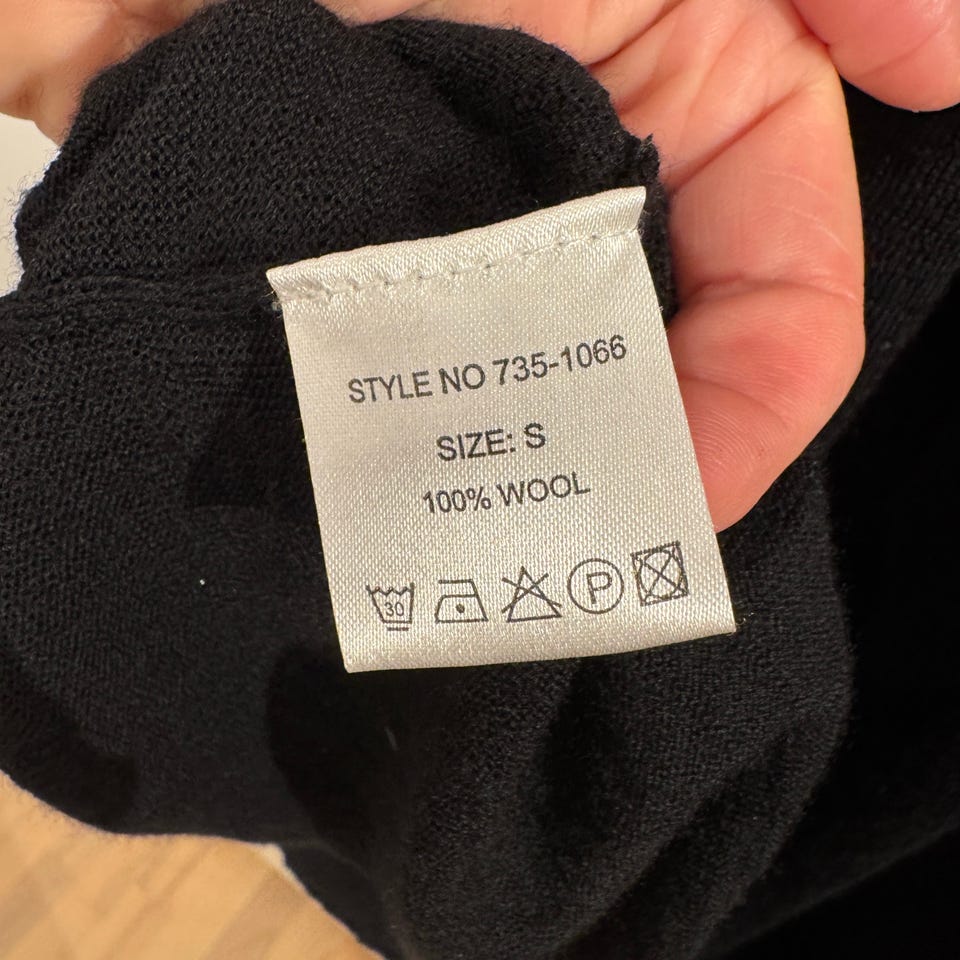 STYLE NO 735-1066
SIZE: S
100% WOOL
30 P